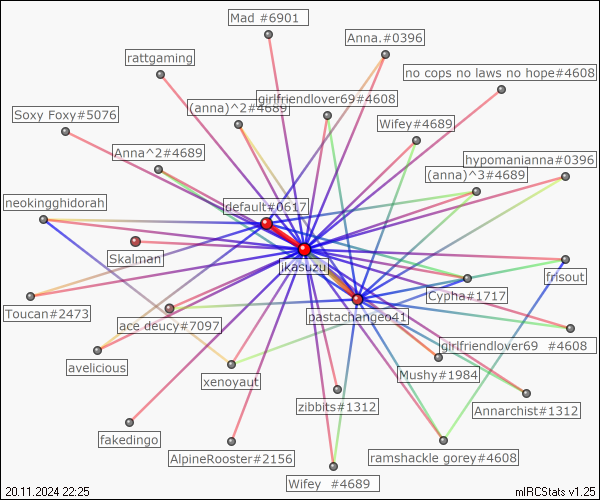 Mad #6901
Anna.#0396
rattgaming
no cops no laws no hope#4608
girlfriendlover69#4608
(anna)^2#4689
Soxy Foxy#5076
Wifey#4689
Anna^2#4689
hypomanianna#0396
(anna)^3#4689
neokingghidorah
default#0617
Skalman
jKasuzu
frisout
Cypha#1717
Toucan#2473
pastachangeo41
ace deucy#7097
girlfriendlover69  #4608
avelicious
Mushy#1984
xenoyaut
zibbits#1312
Annarchist#1312
fakedingo
AlpineRooster#2156
ramshackle gorey#4608
Wifey  #4689
20.11.2024 22:25
mIRCStats v1.25